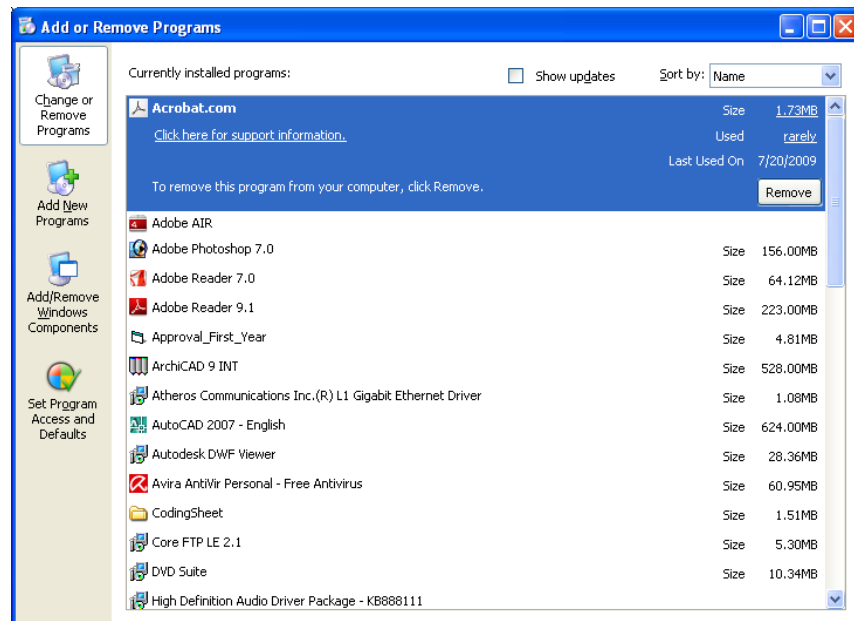 Add or Remove Programs
Change or
Remove
Programs
Add New
Programs
Add/Remove
Windows
Components
Set Program
Access and
Defaults
Currently installed programs: Show updates Sort by: Name
Acrobat.com Size 1.73MB
Click here for support information. Used rarely
Last Used On 7/20/2009
To remove this program from your computer, click Remove. Remove
Adobe AIR
Adobe Photoshop 7.0 Size 156.00MB
Adobe Reader 7.0 Size 64.12MB
Adobe Reader 9.1 Size 223.00MB
Approval_First_Year Size 4.81MB
ArchiCAD 9 INT Size 528.00MB
Atheros Communications Inc.(R) L1 Gigabit Ethernet Driver Size 1.08MB
AutoCAD 2007 - English Size 624.00MB
Autodesk DWF Viewer Size 28.36MB
Avira AntiVir Personal - Free Antivirus Size 60.95MB
CodingSheet Size 1.51MB
Core FTP LE 2.1 Size 5.30MB
DVD Suite Size 10.34MB
High Definition Audio Driver Package - KB888111